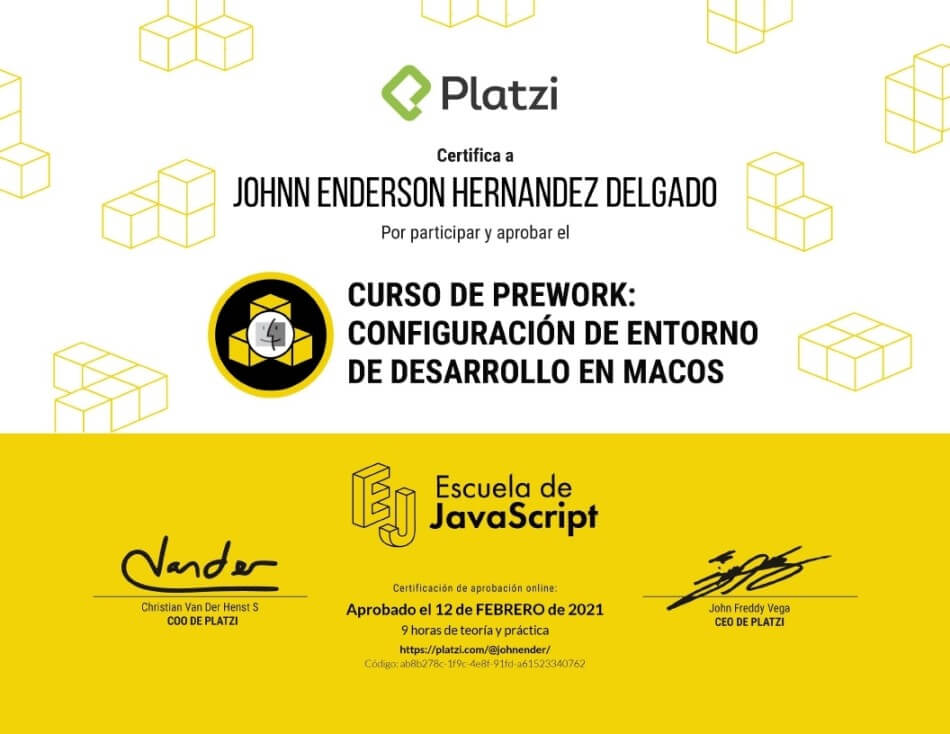 Platzi
Certifica a
JOHNN ENDERSON HERNANDEZ DELGADO
Por participar y aprobar el
CURSO DE PREWORK:
CONFIGURACIÓN DE ENTORNO
DE DESARROLLO EN MACOS
EJ
Escuela de
JavaScript
Vander
Christian Van Der Henst S
COO DE PLATZI
Certificación de aprobación online:
Aprobado el 12 de FEBRERO de 2021
9 horas de teoría y práctica
https://platzi.com/@johnender/
Código: ab8b278c-1f9c-4e8f-91fd-a61523340762
John Freddy Vega
CEO DE PLATZI